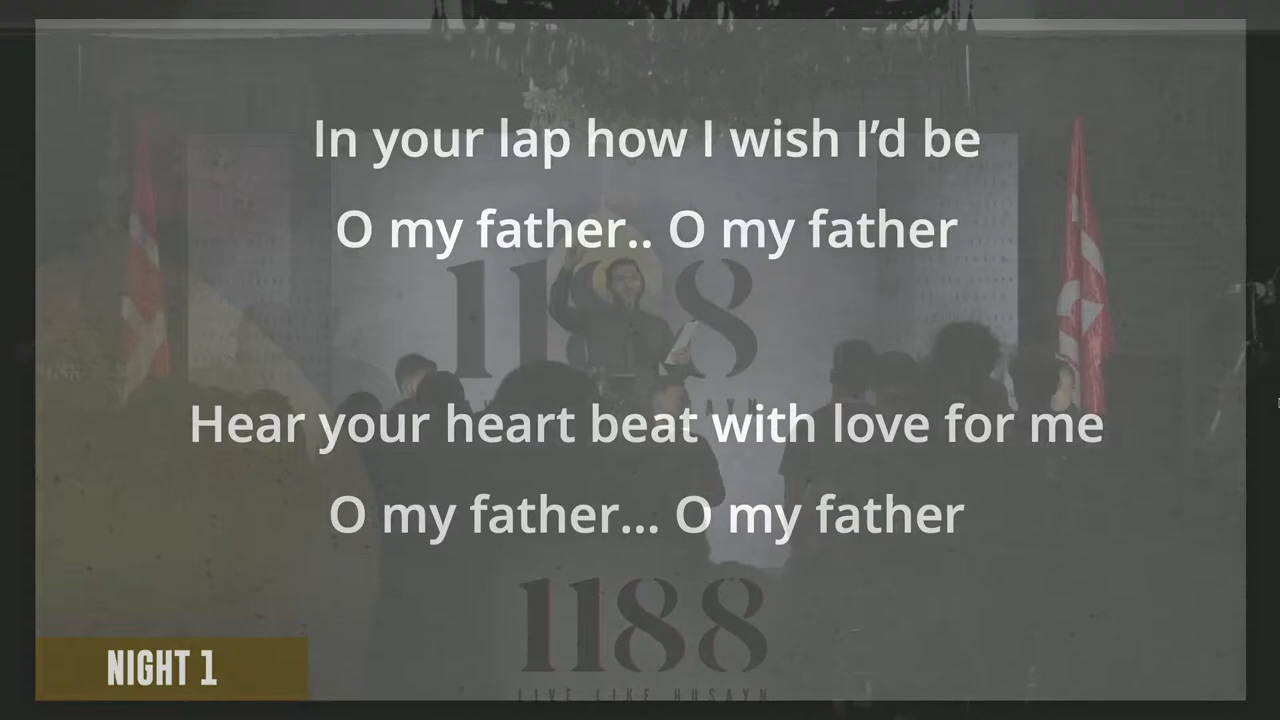 In your lap how I wish I’d be
O my father.. O my father
1188
Hear your heart beat with love for me
O my father... O my father
1188
LIVE LIKE HUSAYN
NIGHT 1